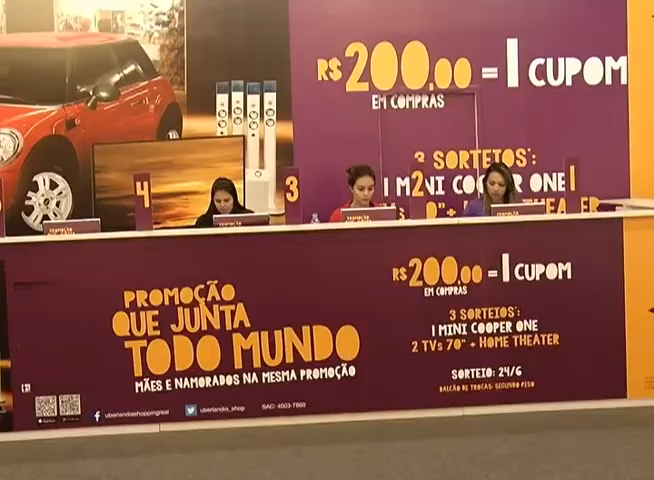 R$ 200,00 = 1 CUPOM
EM COMPRAS
3 SORTEIOS*:
1 MINI COOPER ONE
4
3
2
1
PROMOÇÃO
QUE JUNTA
TODO MUNDO
MÃES E NAMORADOS NA MESMA PROMOÇÃO
uberlandiashoppingreal
uberlandia_shop
SAC: 4003-7860
R$ 200,00 = 1 CUPOM
EM COMPRAS
3 SORTEIOS*:
1 MINI COOPER ONE
2 TVs 70" + HOME THEATER
SORTEIO: 24/6
BALCÃO DE TROCAS: SEGUNDO PISO